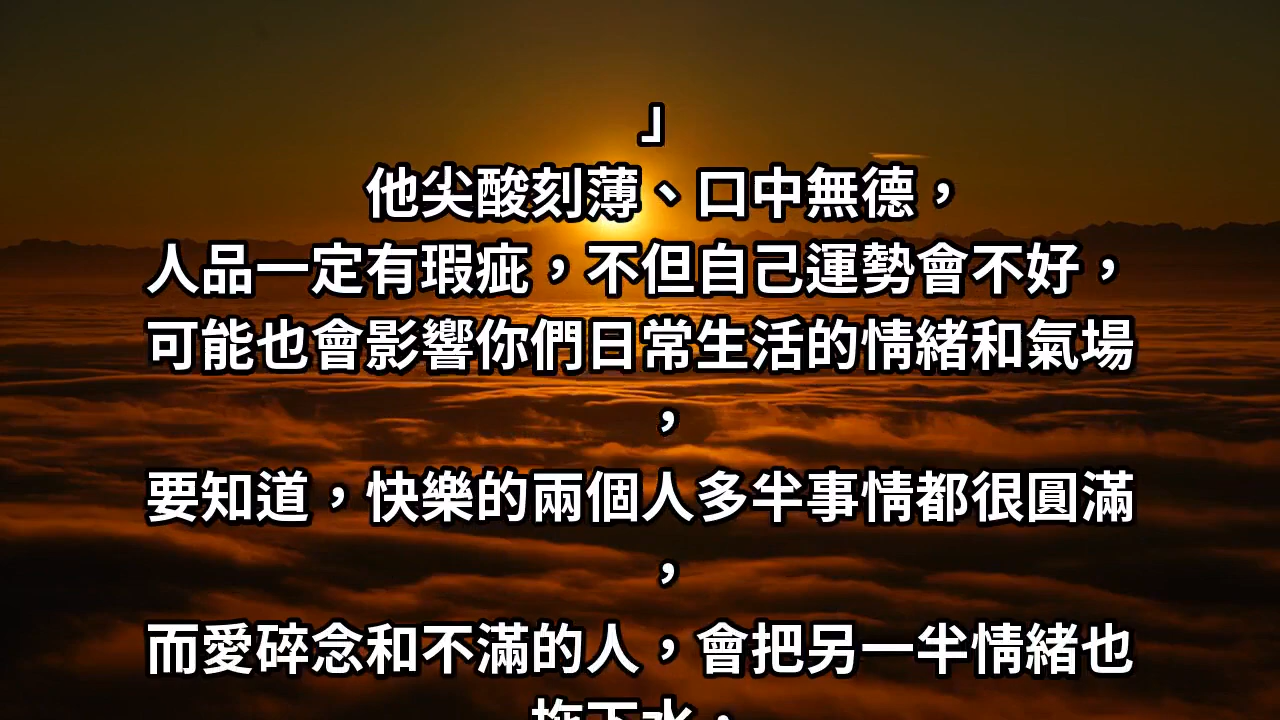 』
他尖酸刻薄、口中無德，
人品一定有瑕疵，不但自己運勢會不好，
可能也會影響你們日常生活的情緒和氣場
，
要知道，快樂的兩個人多半事情都很圓滿
，
而愛碎念和不滿的人，會把另一半情緒也
拖下水，